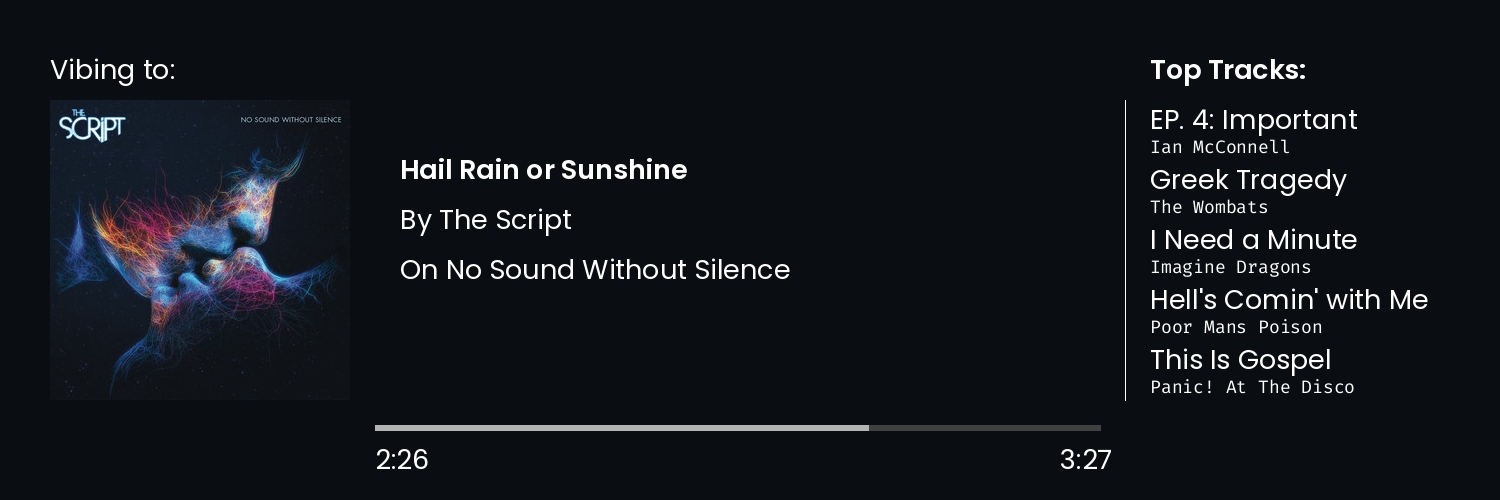 Vibing to:
THE
SCRIPT
NO SOUND WITHOUT SILENCE
Hail Rain or Sunshine
By The Script
On No Sound Without Silence
2:26
3:27
Top Tracks:
EP. 4: Important
Ian McConnell
Greek Tragedy
The Wombats
I Need a Minute
Imagine Dragons
Hell's Comin' with Me
Poor Mans Poison
This Is Gospel
Panic! At The Disco